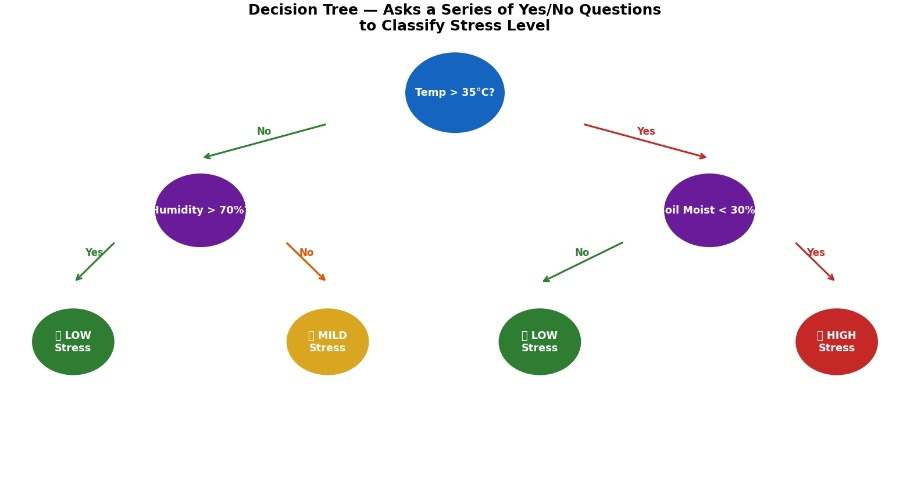 Decision Tree — Asks a Series of Yes/No Questions
to Classify Stress Level
Temp > 35°C?
No
Yes
Humidity > 70%?
oil Moist < 30%
Yes
No
No
Yes
LOW
Stress
MILD
Stress
LOW
Stress
HIGH
Stress